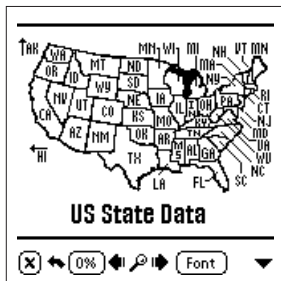 AK WA MT ND MN WI MI NH VT MN
OR ID WY SD MA NY
NV UT CO NE IA IL IN OH PA RI
CA KS MO KY CT
AZ NM OK AR TN NJ
HI TX MS AL GA MD
LA FL SC NC WV VA
US State Data
X 0% Font